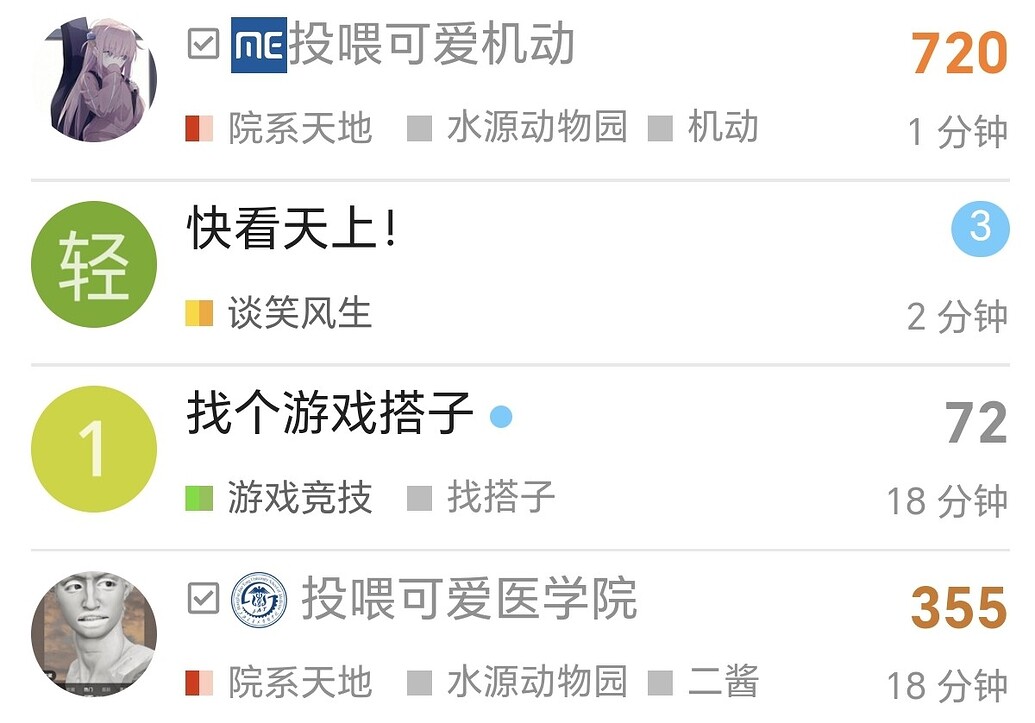 ME投喂可爱机动
720
院系天地 水源动物园 机动
1 分钟
轻
快看天上！
3
谈笑风生
2 分钟
1
找个游戏搭子
72
游戏竞技 找搭子
18 分钟
投喂可爱医学院
355
院系天地 水源动物园 二酱
18 分钟